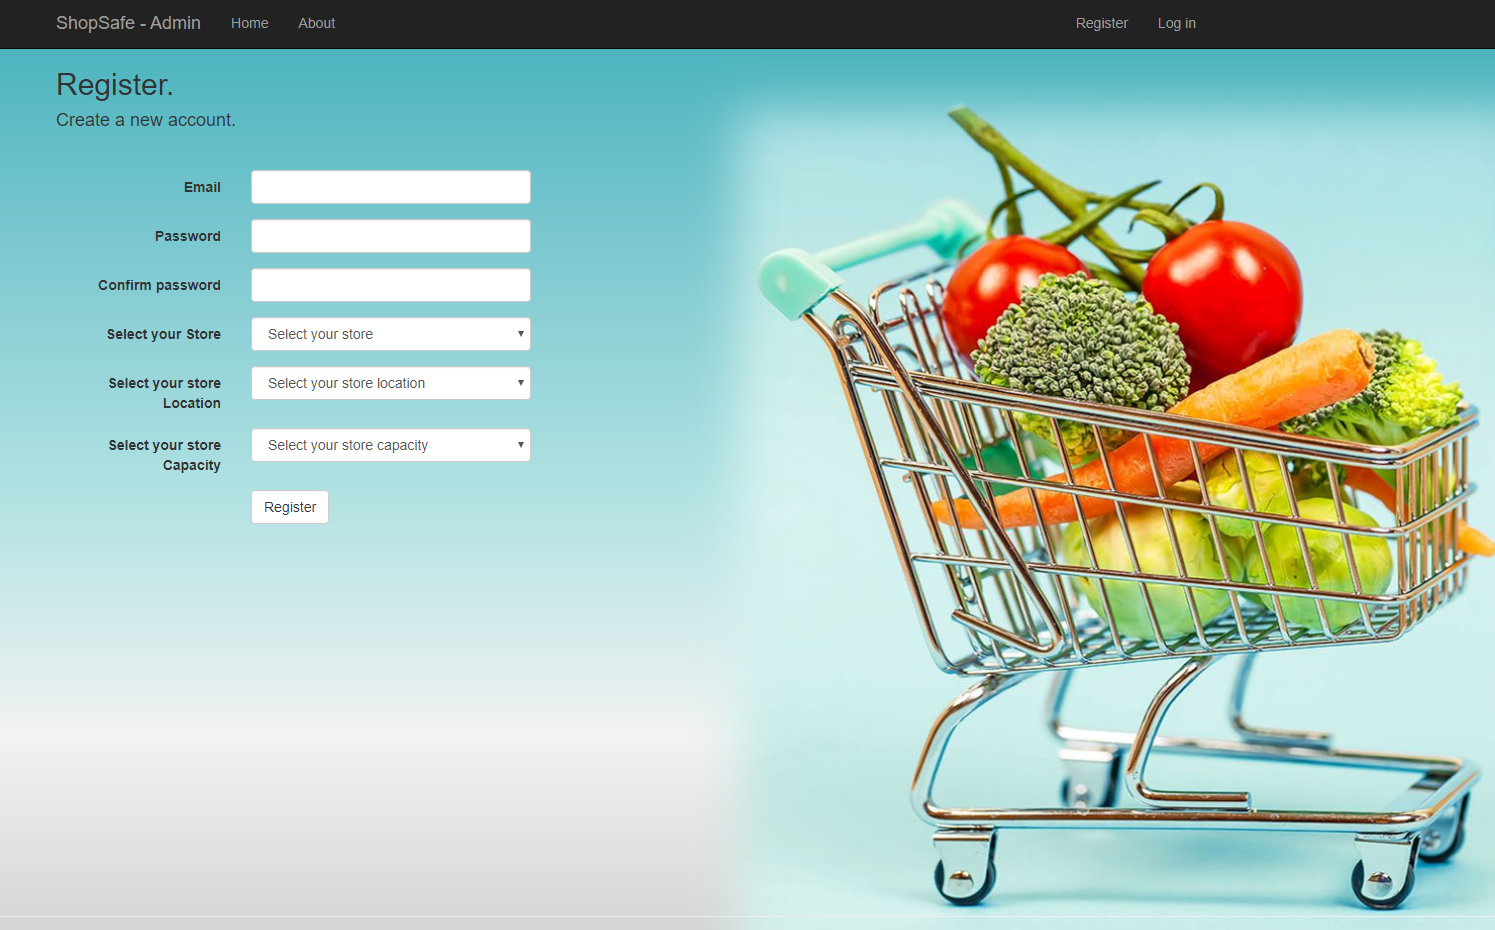 ShopSafe - Admin Home About Register Log in
Register.
Create a new account.
Email
Password
Confirm password
Select your Store Select your store
Select your store Location Select your store location
Select your store Capacity Select your store capacity
Register